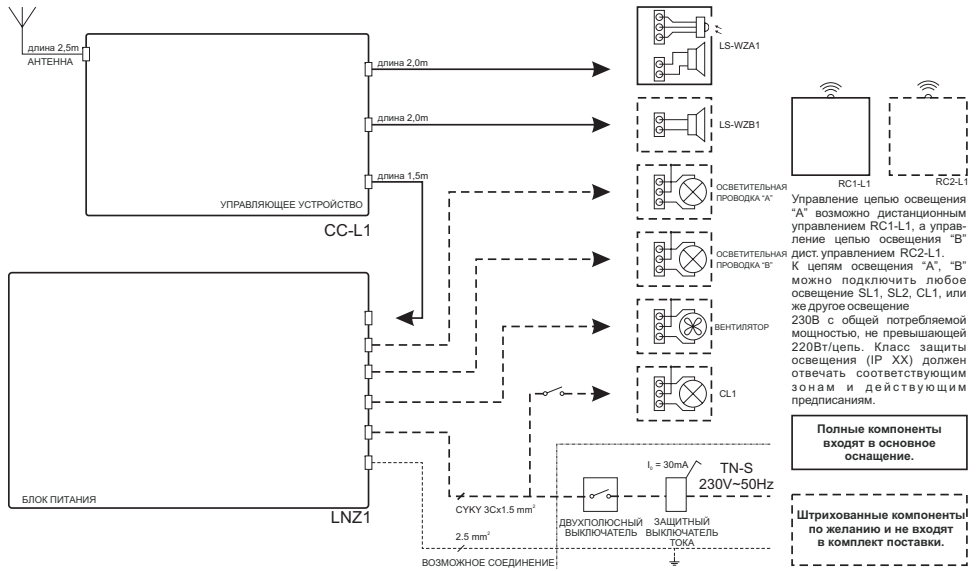 длина 2,5m
АНТЕННА
длина 2,0m
длина 2,0m
длина 1,5m
УПРАВЛЯЮЩЕЕ УСТРОЙСТВО
CC-L1
БЛОК ПИТАНИЯ
LNZ1
LS-WZA1
LS-WZB1
ОСВЕТИТЕЛЬНАЯ
ПРОВОДКА “А”
ОСВЕТИТЕЛЬНАЯ
ПРОВОДКА “В”
ВЕНТИЛЯТОР
CL1
I₀ = 30mA
TN-S
230V~50Hz
CYKY 3Cx1.5 mm²
2.5 mm²
ДВУХПОЛЮСНЫЙ
ВЫКЛЮЧАТЕЛЬ
ЗАЩИТНЫЙ
ВЫКЛЮЧАТЕЛЬ
ТОКА
ВОЗМОЖНОЕ СОЕДИНЕНИЕ
RC1-L1
RC2-L1
Управление цепью освещения
“А” возможно дистанционным
управлением RC1-L1, а управ-
ление цепью освещения “В”
дист. управлением RC2-L1.
К цепям освещения “А”, “В”
можно подключить любое
освещение SL1, SL2, CL1, или
же другое освещение
230В с общей потребляемой
мощностью, не превышающей
220Вт/цепь. Класс защиты
освещения (IP XX) должен
отвечать соответствующим
зонам и действующим
предписаниям.
Полные компоненты
входят в основное
оснащение.
Штрихованные компоненты
по желанию и не входят
в комплект поставки.